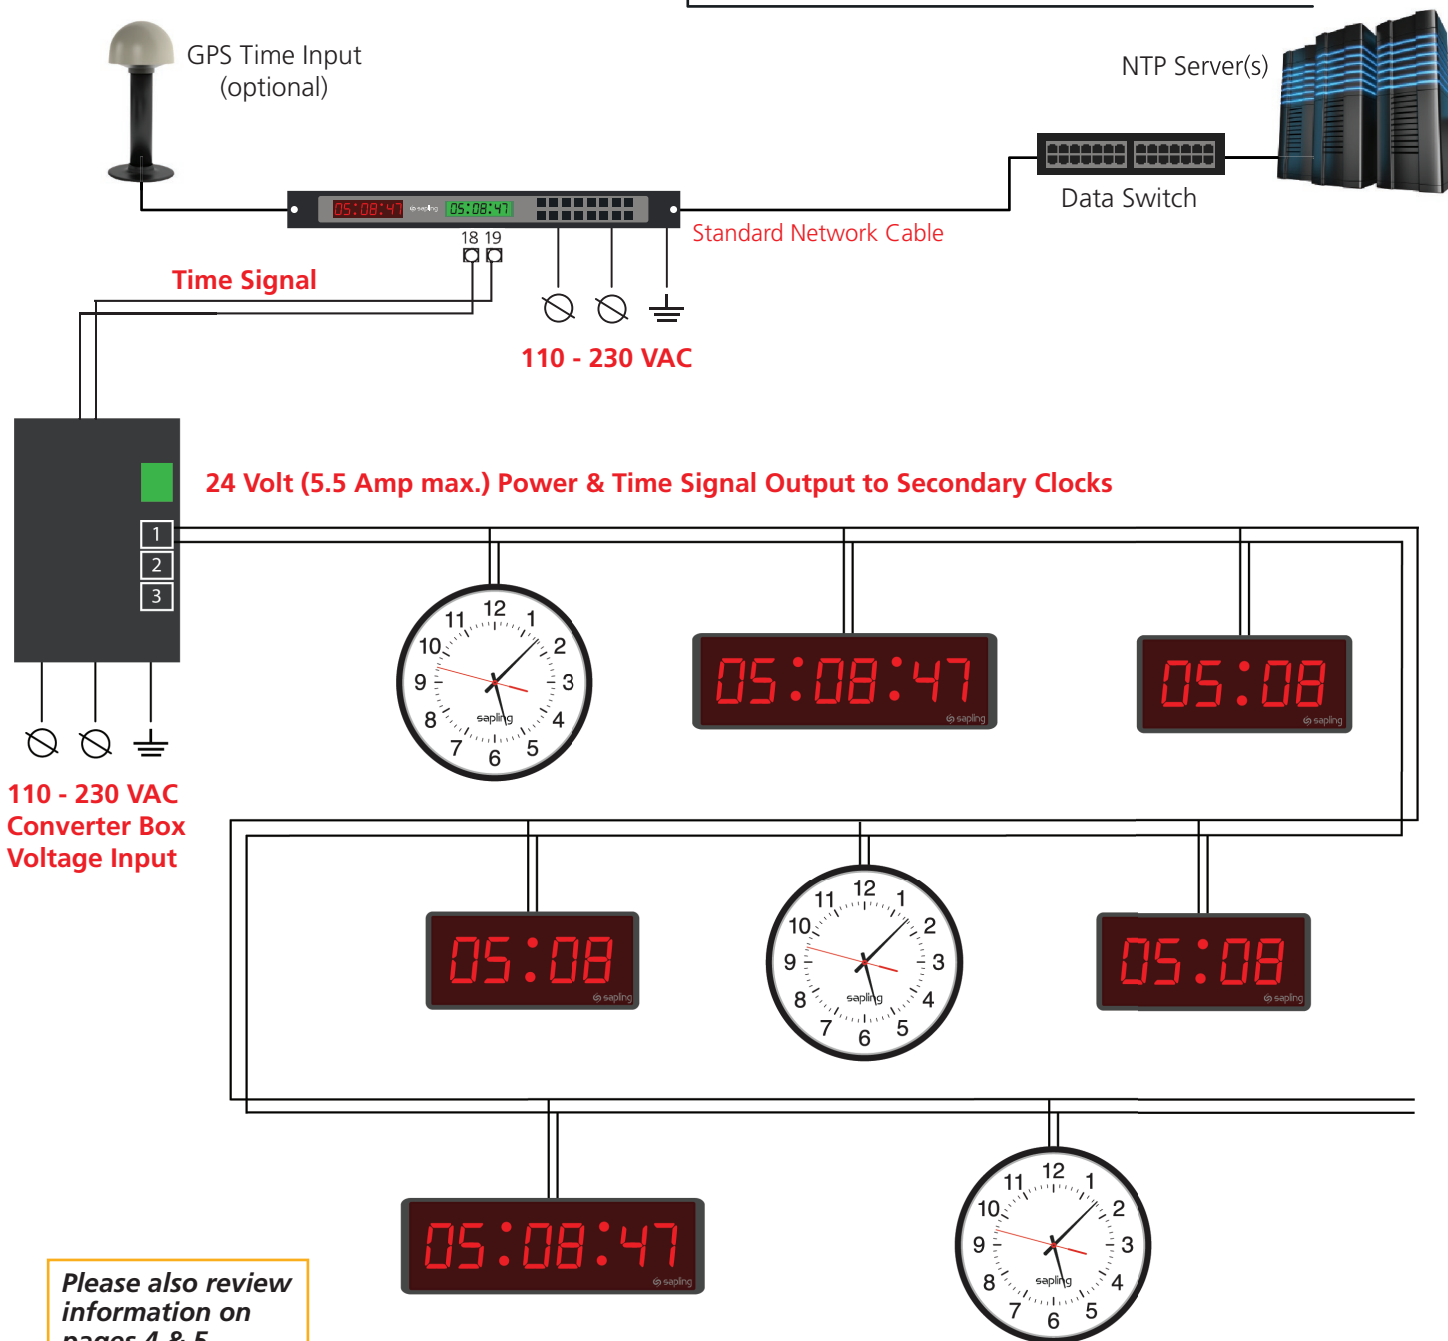 GPS Time Input
(optional)
NTP Server(s)
Data Switch
05:08:47 sapling 05:08:47
Standard Network Cable
18 19
Time Signal
110 - 230 VAC
24 Volt (5.5 Amp max.) Power & Time Signal Output to Secondary Clocks
1
2
3
12 1 2 3 4 5 6 7 8 9 10 11
sapling
05:08:47
sapling
05:08
sapling
110 - 230 VAC
Converter Box
Voltage Input
05:08
sapling
12 1 2 3 4 5 6 7 8 9 10 11
sapling
05:08
sapling
05:08:47
sapling
12 1 2 3 4 5 6 7 8 9 10 11
sapling
Please also review
information on
pages 4 & 5